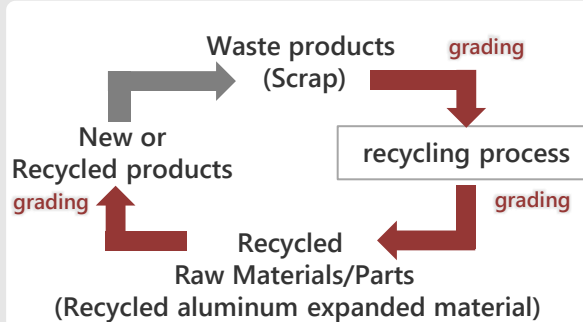 Waste products
(Scrap)
grading
New or
Recycled products
recycling process
grading
grading
Recycled
Raw Materials/Parts
(Recycled aluminum expanded material)